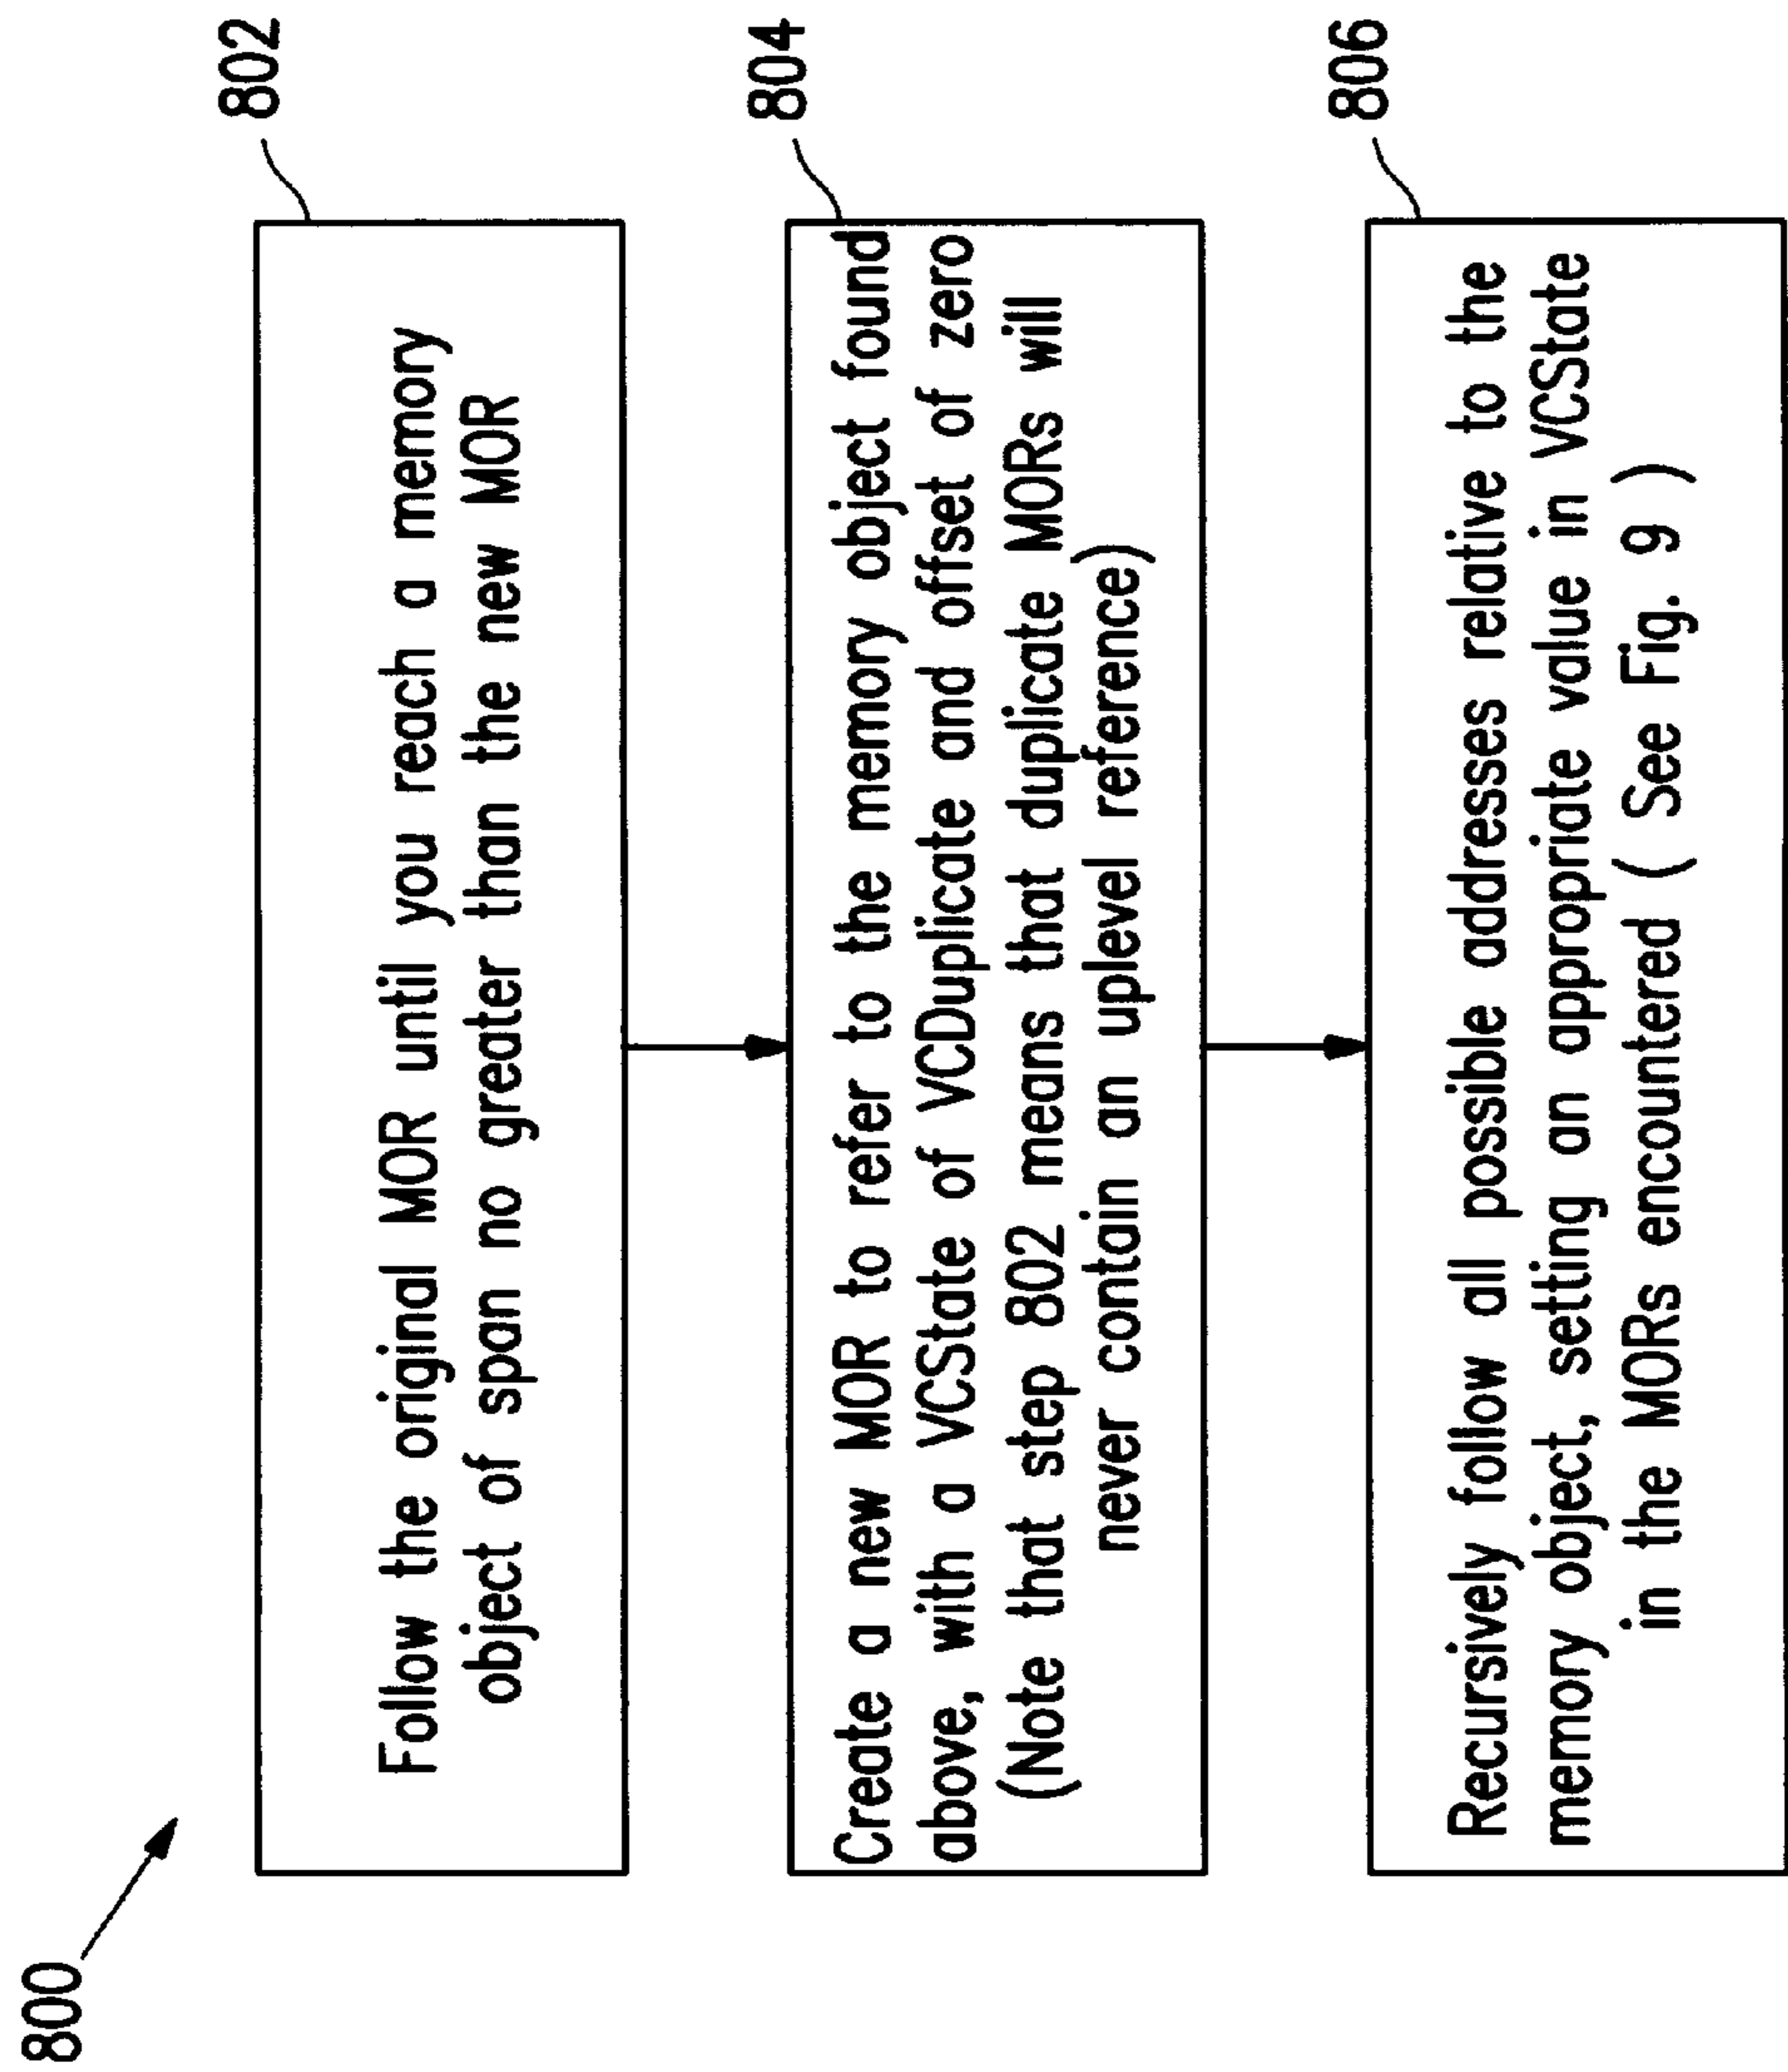 800
802
Follow the original MOR until you reach a memory
object of span no greater than the new MOR
804
Create a new MOR to refer to the memory object found
above, with a VCState of VCDuplicate and offset of zero
(Note that step 802 means that duplicate MORs will
never contain an uplevel reference)
806
Recursively follow all possible addresses relative to the
memory object, setting an appropriate value in VCState
in the MORs encountered ( See Fig. 9 )